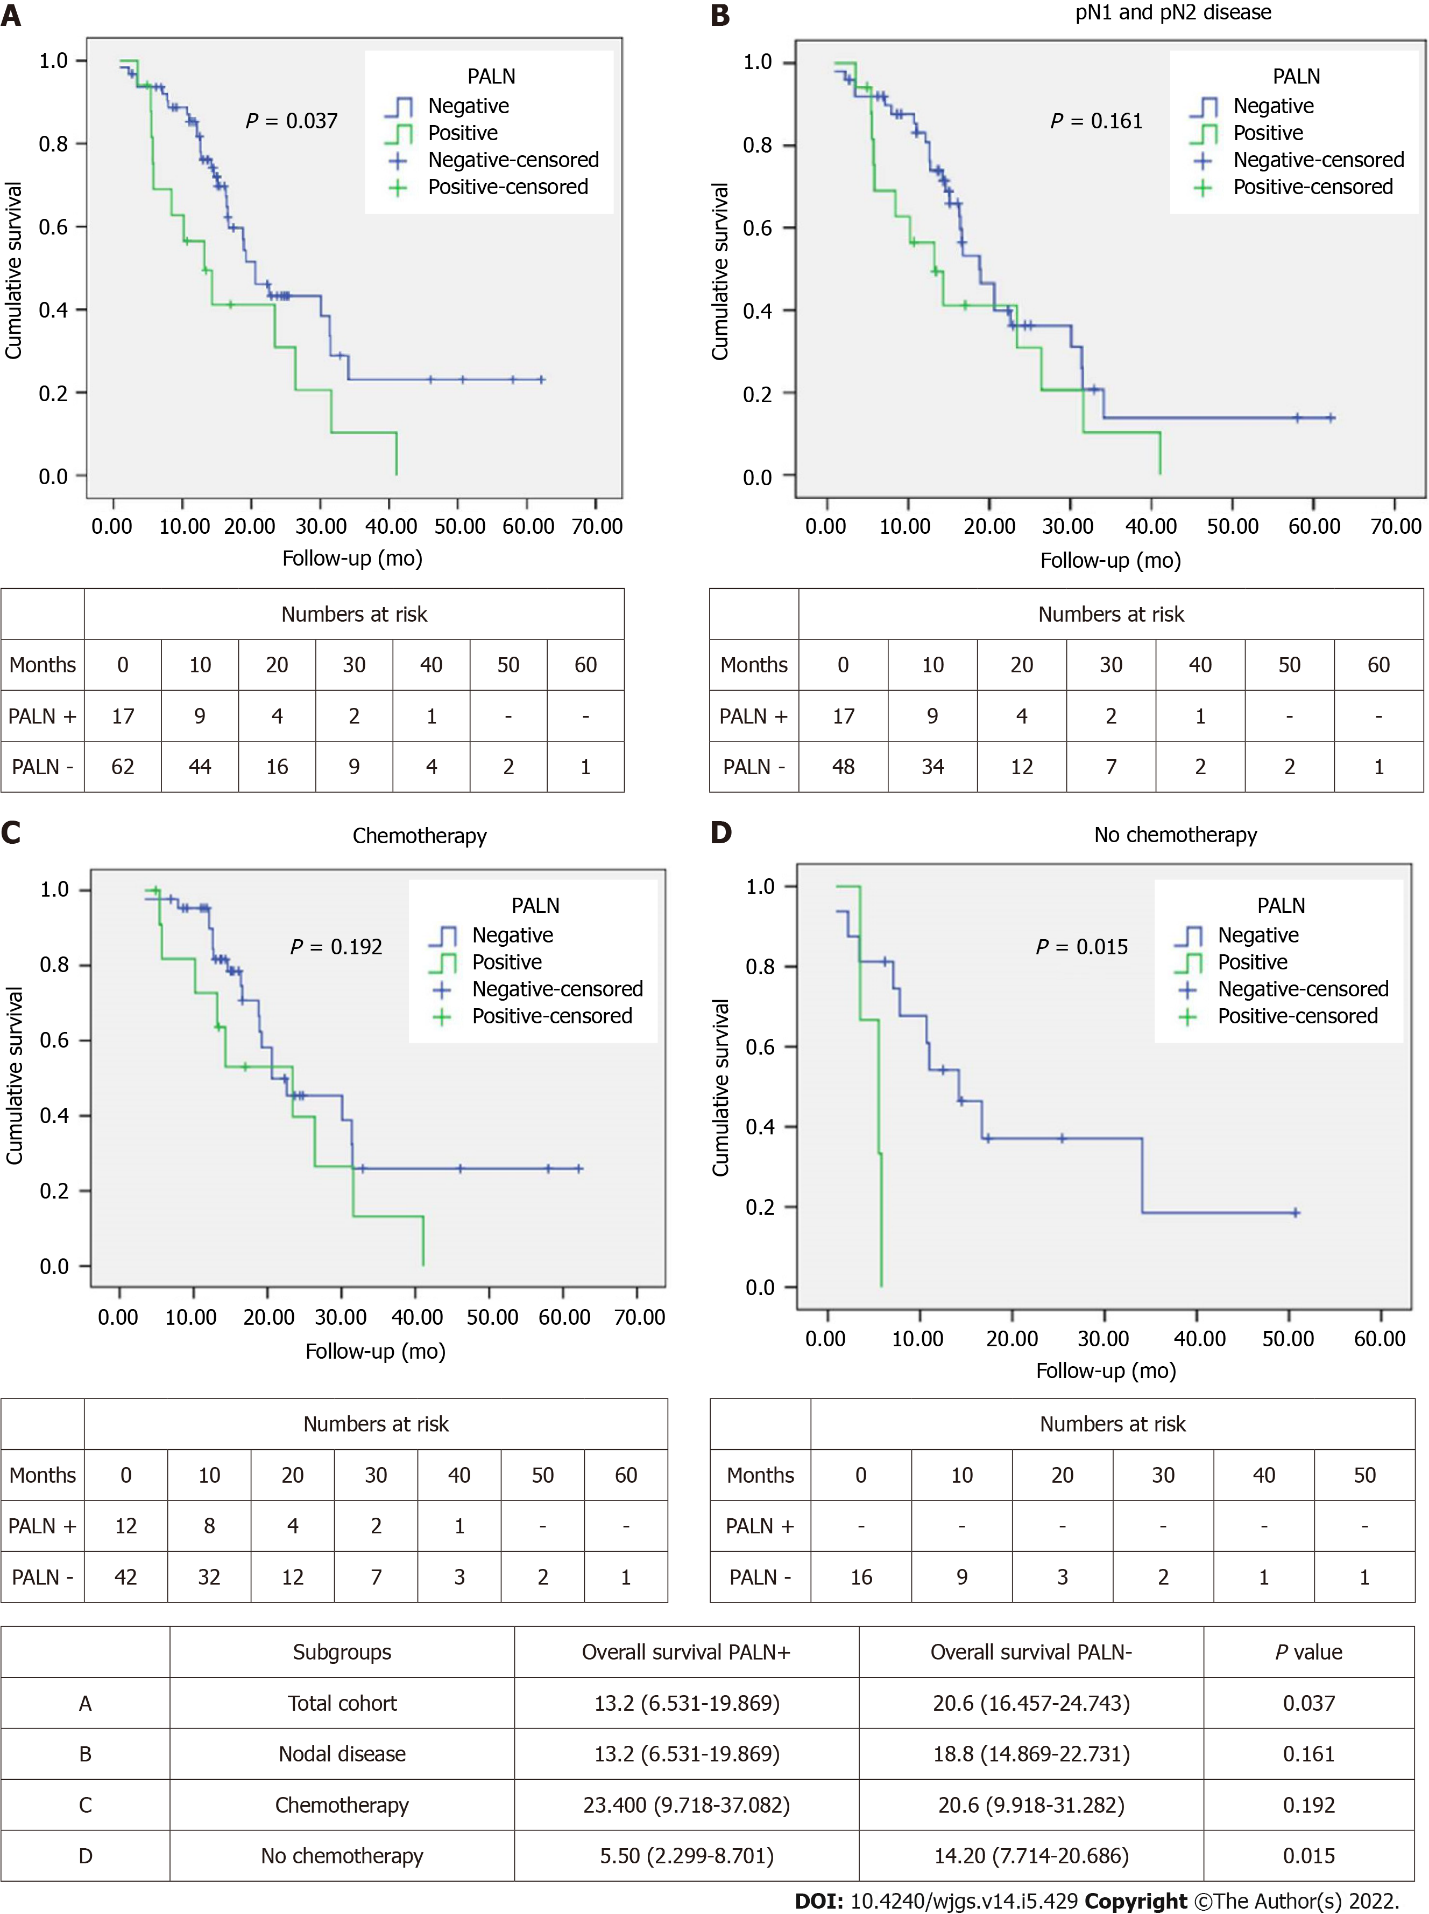 A
PALN
Negative
Positive
Negative-censored
Positive-censored
P = 0.037
Cumulative survival
1.0
0.8
0.6
0.4
0.2
0.0
0.00 10.00 20.00 30.00 40.00 50.00 60.00 70.00
Follow-up (mo)
Numbers at risk
Months 0 10 20 30 40 50 60
PALN + 17 9 4 2 1 - -
PALN - 62 44 16 9 4 2 1
B
pN1 and pN2 disease
PALN
Negative
Positive
Negative-censored
Positive-censored
P = 0.161
Cumulative survival
1.0
0.8
0.6
0.4
0.2
0.0
0.00 10.00 20.00 30.00 40.00 50.00 60.00 70.00
Follow-up (mo)
Numbers at risk
Months 0 10 20 30 40 50 60
PALN + 17 9 4 2 1 - -
PALN - 48 34 12 7 2 2 1
C
Chemotherapy
PALN
Negative
Positive
Negative-censored
Positive-censored
P = 0.192
Cumulative survival
1.0
0.8
0.6
0.4
0.2
0.0
0.00 10.00 20.00 30.00 40.00 50.00 60.00 70.00
Follow-up (mo)
Numbers at risk
Months 0 10 20 30 40 50 60
PALN + 12 8 4 2 1 - -
PALN - 42 32 12 7 3 2 1
D
No chemotherapy
PALN
Negative
Positive
Negative-censored
Positive-censored
P = 0.015
Cumulative survival
1.0
0.8
0.6
0.4
0.2
0.0
0.00 10.00 20.00 30.00 40.00 50.00 60.00
Follow-up (mo)
Numbers at risk
Months 0 10 20 30 40 50
PALN + - - - - - -
PALN - 16 9 3 2 1 1
Subgroups Overall survival PALN+ Overall survival PALN- P value
A Total cohort 13.2 (6.531-19.869) 20.6 (16.457-24.743) 0.037
B Nodal disease 13.2 (6.531-19.869) 18.8 (14.869-22.731) 0.161
C Chemotherapy 23.400 (9.718-37.082) 20.6 (9.918-31.282) 0.192
D No chemotherapy 5.50 (2.299-8.701) 14.20 (7.714-20.686) 0.015
DOI: 10.4240/wjgs.v14.i5.429 Copyright ©The Author(s) 2022.